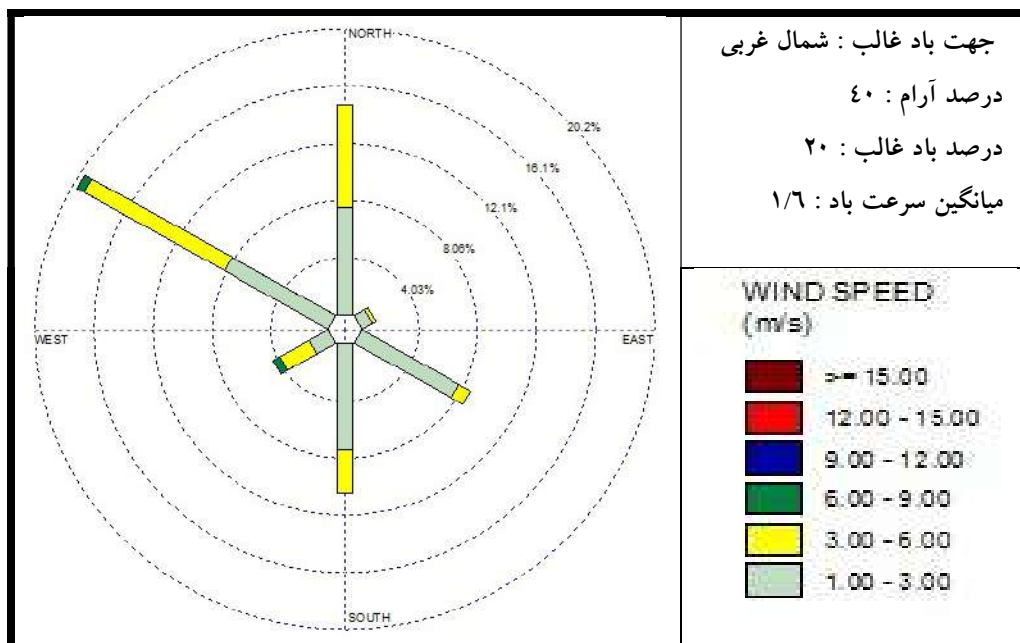 NORTH
20.2%
16.1%
12.1%
8.06%
4.03%
WEST
EAST
SOUTH
جهت باد غالب : شمال غربی
درصد آرام : ٤٠
درصد باد غالب : ٢٠
میانگین سرعت باد : ١/٦
WIND SPEED
(m/s)
>= 15.00
12.00 - 15.00
9.00 - 12.00
6.00 - 9.00
3.00 - 6.00
1.00 - 3.00